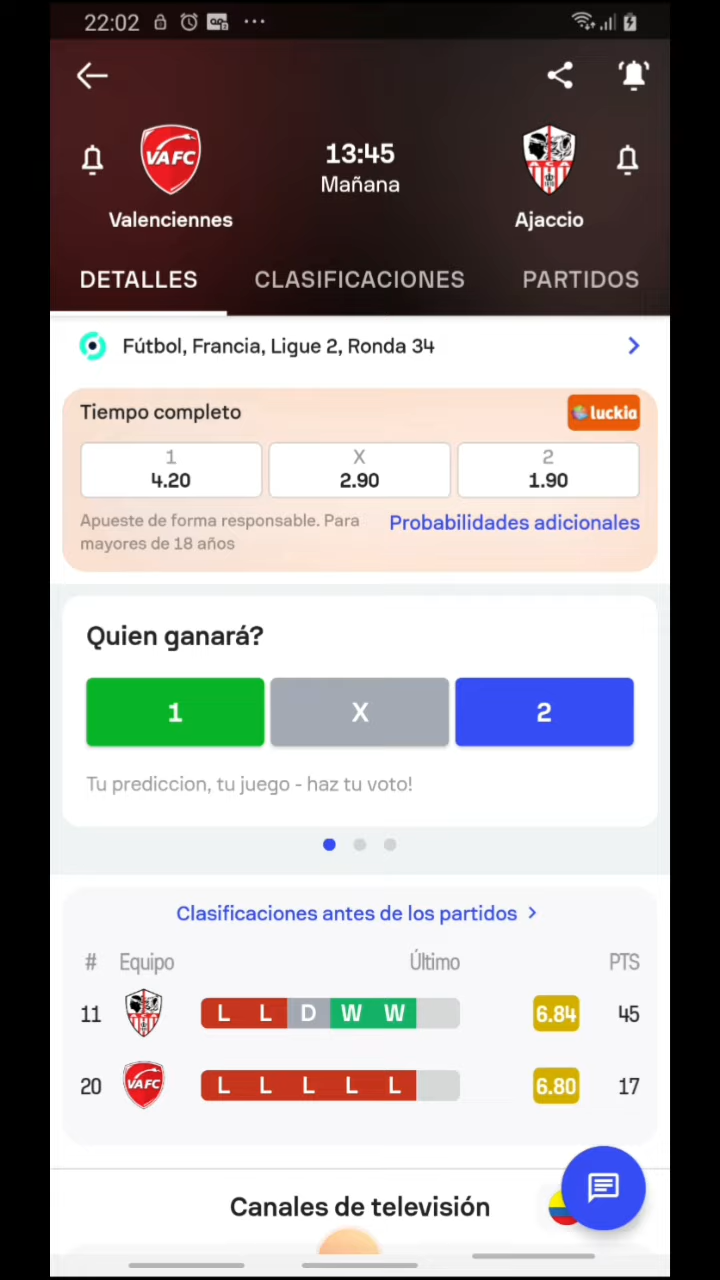 22:02
VAFC
13:45
Mañana
Valenciennes
Ajaccio
DETALLES
CLASIFICACIONES
PARTIDOS
Fútbol, Francia, Ligue 2, Ronda 34
Tiempo completo
luckia
1
X
2
4.20
2.90
1.90
Apueste de forma responsable. Para
mayores de 18 años
Probabilidades adicionales
Quien ganará?
1
X
2
Tu prediccion, tu juego - haz tu voto!
Clasificaciones antes de los partidos
# Equipo Último PTS
11 L L D W W 6.84 45
20 VAFC L L L L L 6.80 17
Canales de televisión